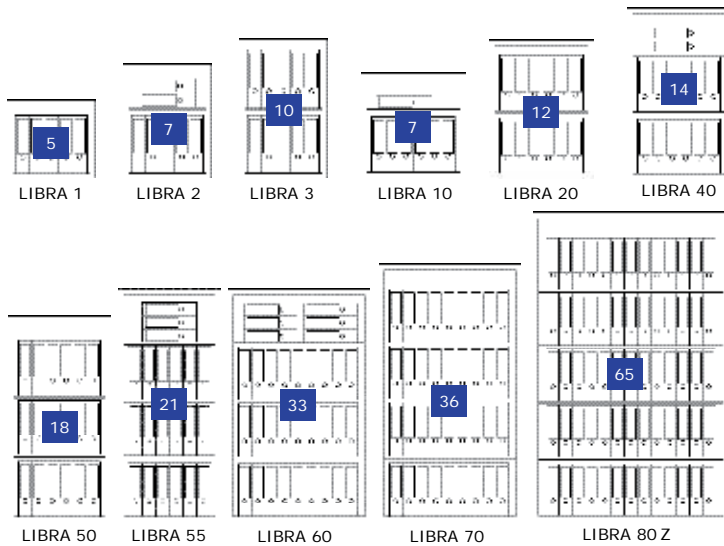 5
7
10
7
12
14
LIBRA 1
LIBRA 2
LIBRA 3
LIBRA 10
LIBRA 20
LIBRA 40
18
21
33
36
65
LIBRA 50
LIBRA 55
LIBRA 60
LIBRA 70
LIBRA 80 Z